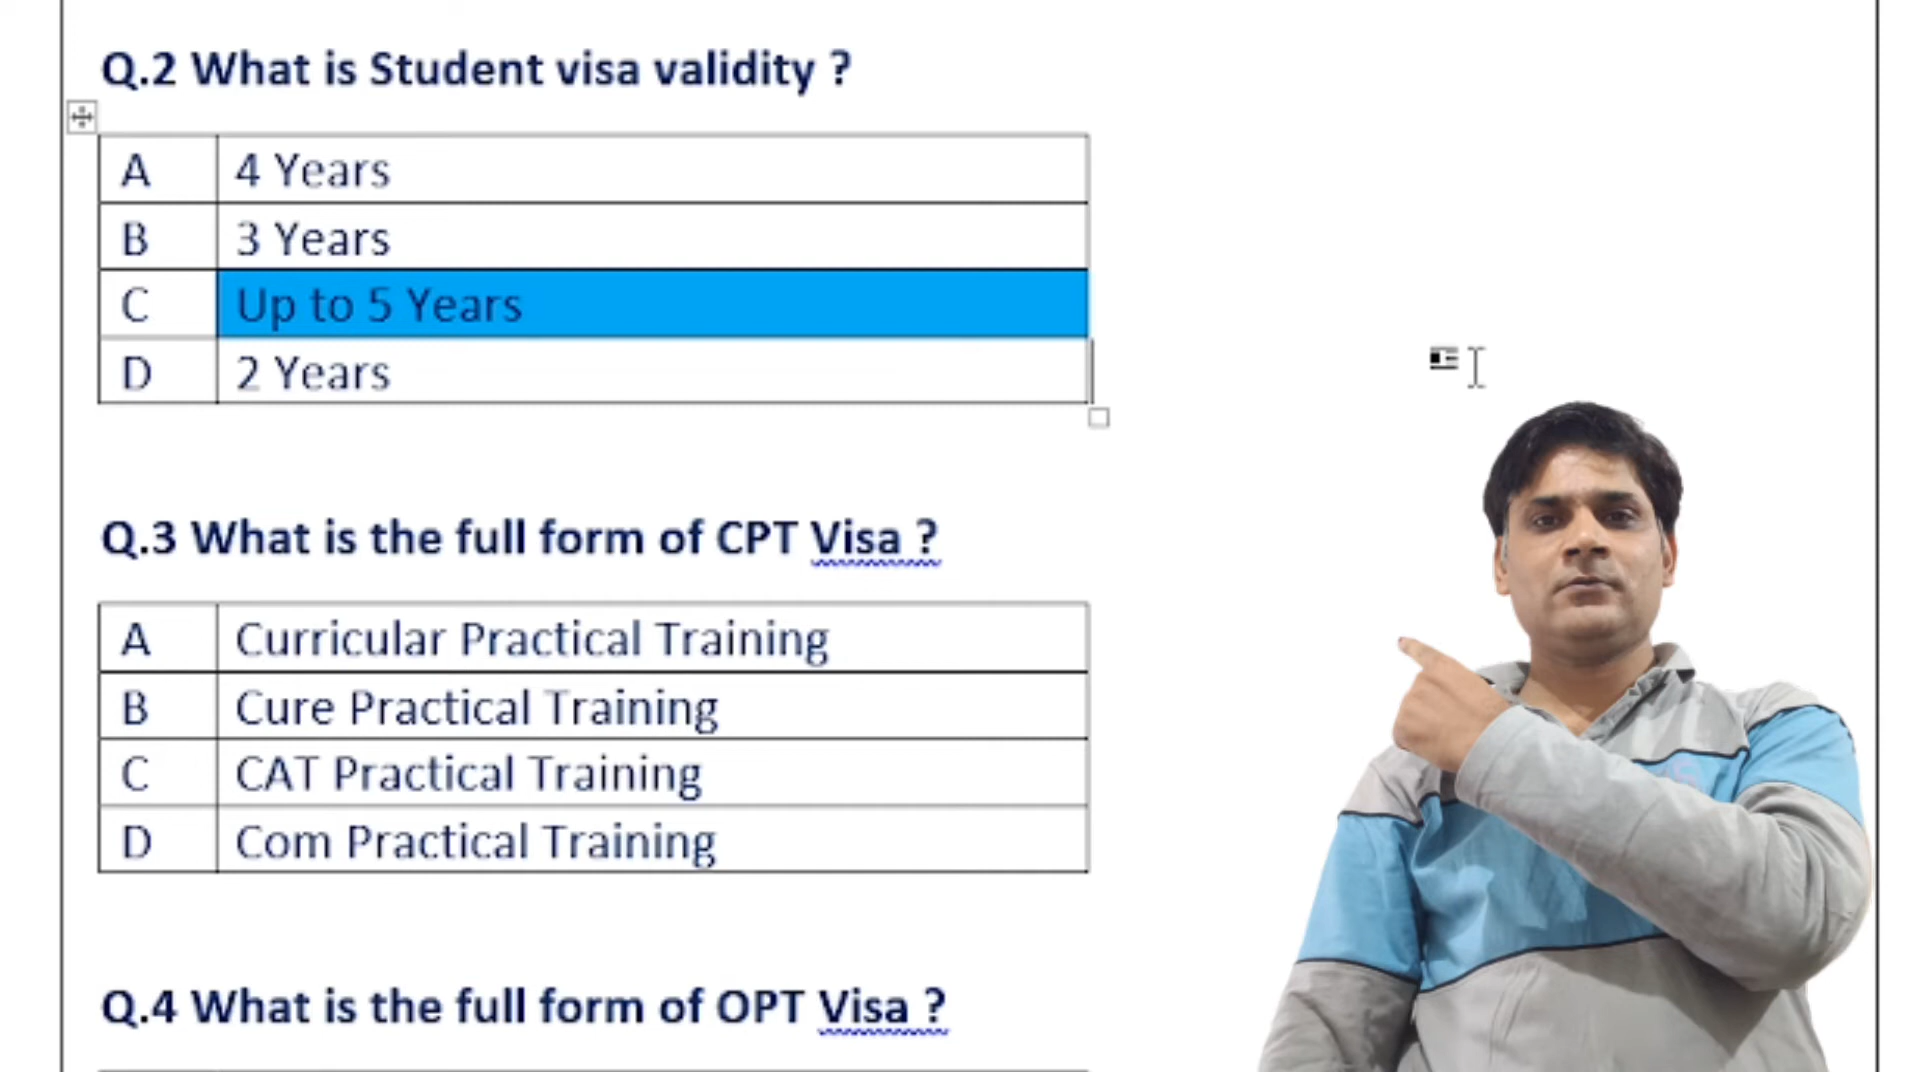 Q.2 What is Student visa validity ?
A 4 Years
B 3 Years
C Up to 5 Years
D 2 Years
Q.3 What is the full form of CPT Visa ?
A Curricular Practical Training
B Cure Practical Training
C CAT Practical Training
D Com Practical Training
Q.4 What is the full form of OPT Visa ?